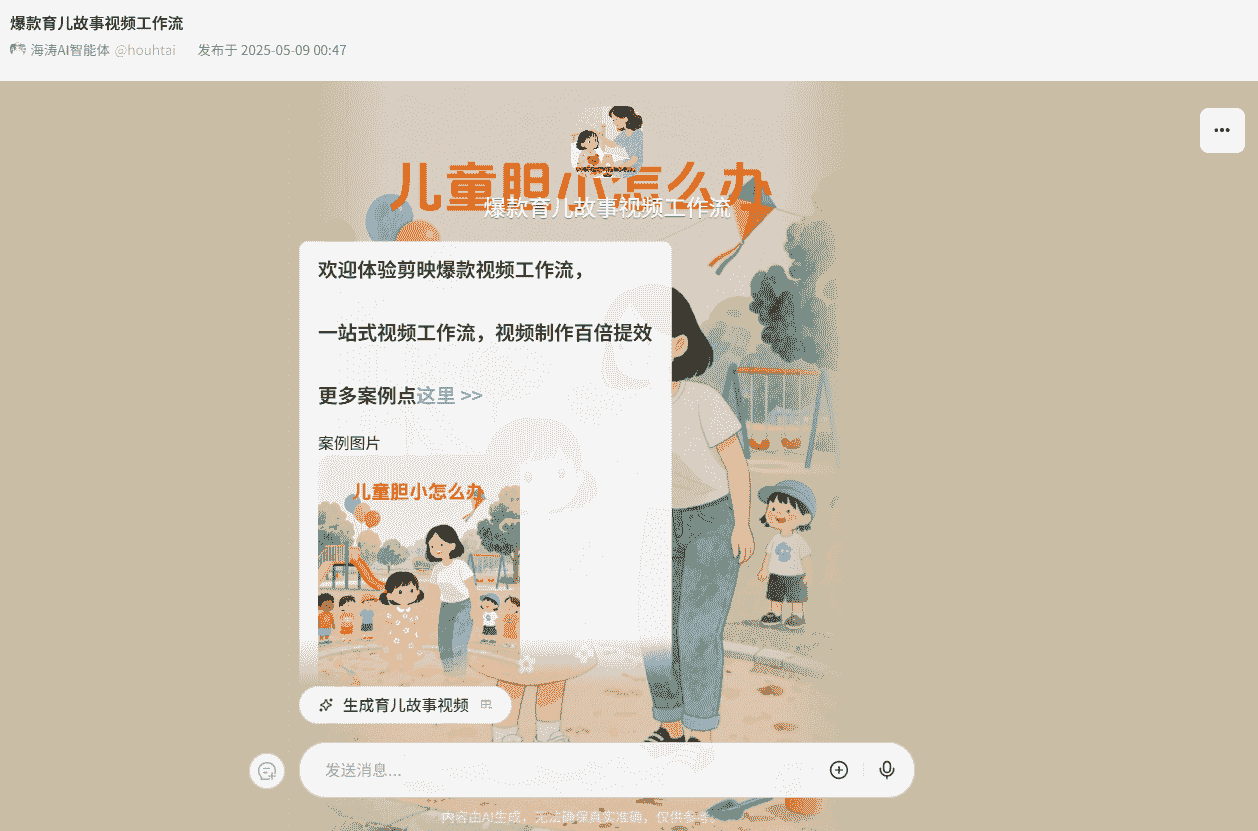 爆款育儿故事视频工作流
海涛AI智能体 @houhtai 发布于 2025-05-09 00:47
儿童胆小怎么办
爆款育儿故事视频工作流
欢迎体验剪映爆款视频工作流，
一站式视频工作流，视频制作百倍提效
更多案例点这里 >>
案例图片
儿童胆小怎么办
生成育儿故事视频
发送消息...
内容由AI生成，无法确保真实准确，仅供参考。